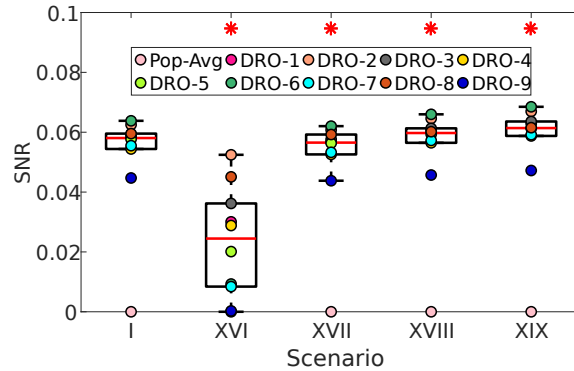 0.1
0.08
0.06
0.04
0.02
0
SNR
Pop-Avg DRO-1 DRO-2 DRO-3 DRO-4
DRO-5 DRO-6 DRO-7 DRO-8 DRO-9
I XVI XVII XVIII XIX
Scenario